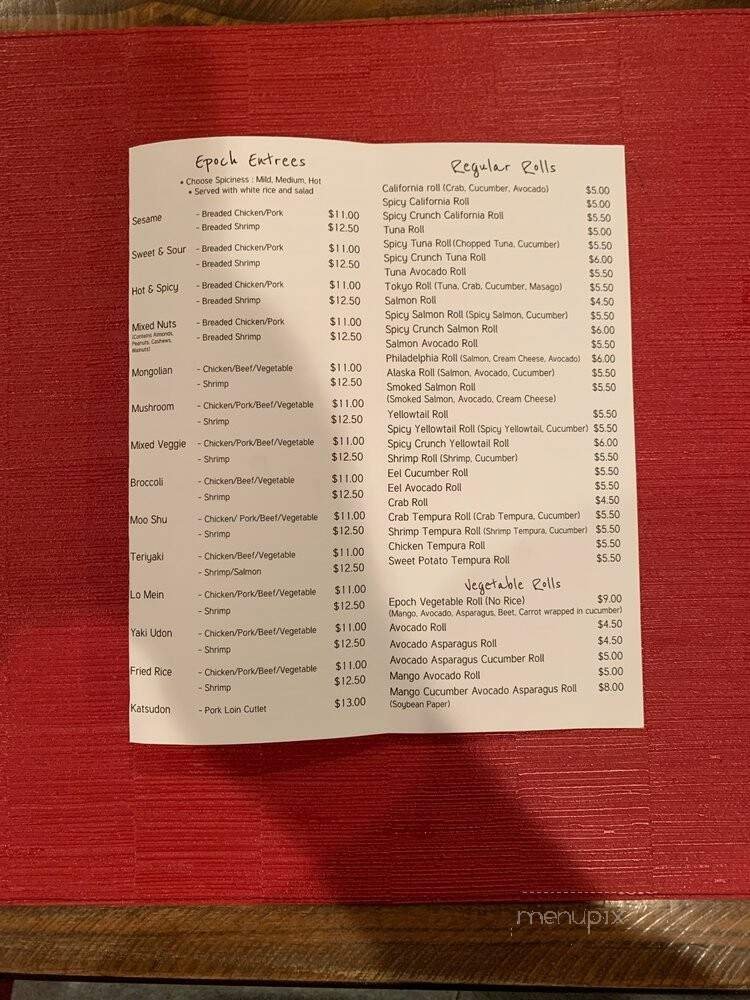 Epoch Entrees
• Choose Spiciness : Mild, Medium, Hot
• Served with white rice and salad
Sesame - Breaded Chicken/Pork $11.00
- Breaded Shrimp $12.50
Sweet & Sour - Breaded Chicken/Pork $11.00
- Breaded Shrimp $12.50
Hot & Spicy - Breaded Chicken/Pork $11.00
- Breaded Shrimp $12.50
Mixed Nuts - Breaded Chicken/Pork $11.00
(Contains Almonds,
Peanuts, Cashews,
Walnuts)
- Breaded Shrimp $12.50
Mongolian - Chicken/Beef/Vegetable $11.00
- Shrimp $12.50
Mushroom - Chicken/Pork/Beef/Vegetable $11.00
- Shrimp $12.50
Mixed Veggie - Chicken/Pork/Beef/Vegetable $11.00
- Shrimp $12.50
Broccoli - Chicken/Beef/Vegetable $11.00
- Shrimp $12.50
Moo Shu - Chicken/ Pork/Beef/Vegetable $11.00
- Shrimp $12.50
Teriyaki - Chicken/Beef/Vegetable $11.00
- Shrimp/Salmon $12.50
Lo Mein - Chicken/Pork/Beef/Vegetable $11.00
- Shrimp $12.50
Yaki Udon - Chicken/Pork/Beef/Vegetable $11.00
- Shrimp $12.50
Fried Rice - Chicken/Pork/Beef/Vegetable $11.00
- Shrimp $12.50
Katsudon - Pork Loin Cutlet $13.00
Regular Rolls
California roll (Crab, Cucumber, Avocado) $5.00
Spicy California Roll $5.00
Spicy Crunch California Roll $5.50
Tuna Roll $5.00
Spicy Tuna Roll (Chopped Tuna, Cucumber) $5.50
Spicy Crunch Tuna Roll $6.00
Tuna Avocado Roll $5.50
Tokyo Roll (Tuna, Crab, Cucumber, Masago) $5.50
Salmon Roll $4.50
Spicy Salmon Roll (Spicy Salmon, Cucumber) $5.50
Spicy Crunch Salmon Roll $6.00
Salmon Avocado Roll $5.50
Philadelphia Roll (Salmon, Cream Cheese, Avocado) $6.00
Alaska Roll (Salmon, Avocado, Cucumber) $5.50
Smoked Salmon Roll $5.50
(Smoked Salmon, Avocado, Cream Cheese)
Yellowtail Roll $5.50
Spicy Yellowtail Roll (Spicy Yellowtail, Cucumber) $5.50
Spicy Crunch Yellowtail Roll $6.00
Shrimp Roll (Shrimp, Cucumber) $5.50
Eel Cucumber Roll $5.50
Eel Avocado Roll $5.50
Crab Roll $4.50
Crab Tempura Roll (Crab Tempura, Cucumber) $5.50
Shrimp Tempura Roll (Shrimp Tempura, Cucumber) $5.50
Chicken Tempura Roll $5.50
Sweet Potato Tempura Roll $5.50
Vegetable Rolls
Epoch Vegetable Roll (No Rice) $9.00
(Mango, Avocado, Asparagus, Beet, Carrot wrapped in cucumber)
Avocado Roll $4.50
Avocado Asparagus Roll $4.50
Avocado Asparagus Cucumber Roll $5.00
Mango Avocado Roll $5.00
Mango Cucumber Avocado Asparagus Roll $8.00
(Soybean Paper)
menupix